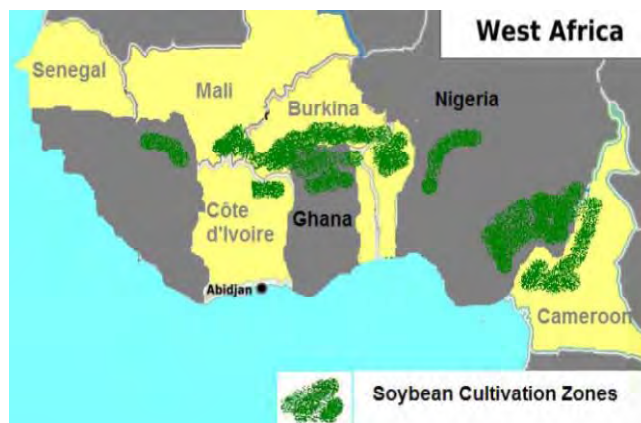 West Africa
Senegal
Mali
Burkina
Nigeria
Côte
d'Ivoire
Ghana
Abidjan
Cameroon
Soybean Cultivation Zones